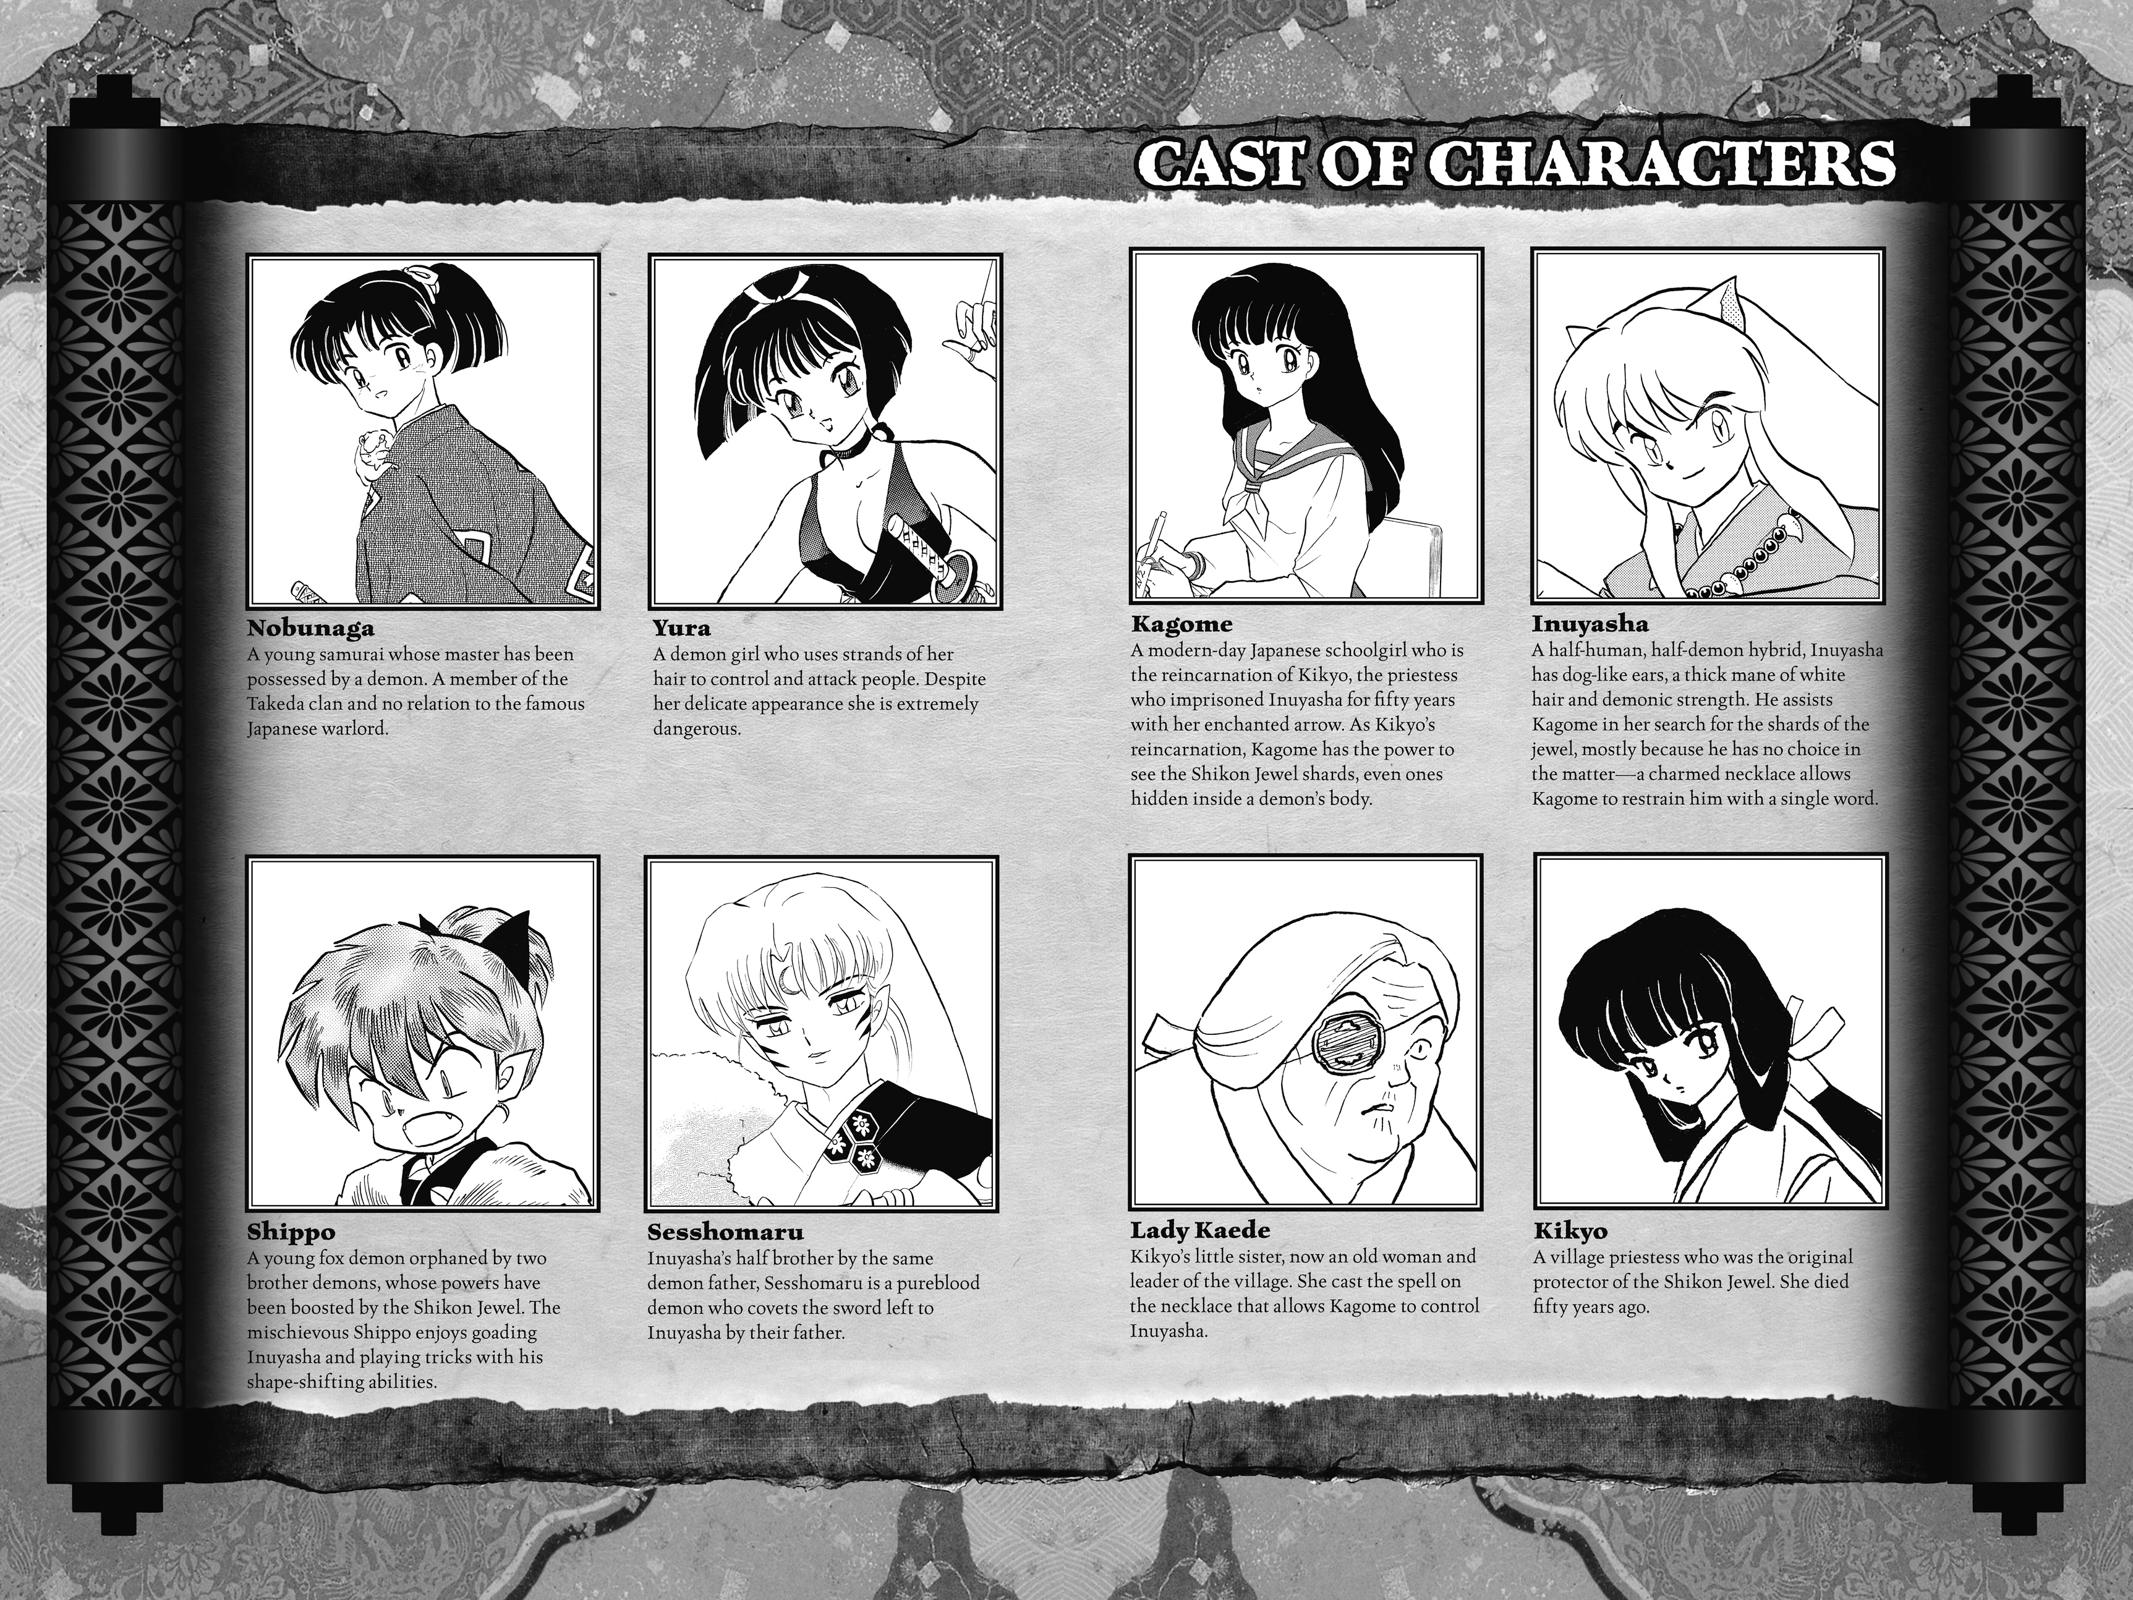 CAST OF CHARACTERS
Nobunaga
A young samurai whose master has been
possessed by a demon. A member of the
Takeda clan and no relation to the famous
Japanese warlord.
Yura
A demon girl who uses strands of her
hair to control and attack people. Despite
her delicate appearance she is extremely
dangerous.
Kagome
A modern-day Japanese schoolgirl who is
the reincarnation of Kikyo, the priestess
who imprisoned Inuyasha for fifty years
with her enchanted arrow. As Kikyo’s
reincarnation, Kagome has the power to
see the Shikon Jewel shards, even ones
hidden inside a demon’s body.
Inuyasha
A half-human, half-demon hybrid, Inuyasha
has dog-like ears, a thick mane of white
hair and demonic strength. He assists
Kagome in her search for the shards of the
jewel, mostly because he has no choice in
the matter—a charmed necklace allows
Kagome to restrain him with a single word.
Shippo
A young fox demon orphaned by two
brother demons, whose powers have
been boosted by the Shikon Jewel. The
mischievous Shippo enjoys goading
Inuyasha and playing tricks with his
shape-shifting abilities.
Sesshomaru
Inuyasha’s half brother by the same
demon father, Sesshomaru is a pureblood
demon who covets the sword left to
Inuyasha by their father.
Lady Kaede
Kikyo’s little sister, now an old woman and
leader of the village. She cast the spell on
the necklace that allows Kagome to control
Inuyasha.
Kikyo
A village priestess who was the original
protector of the Shikon Jewel. She died
fifty years ago.